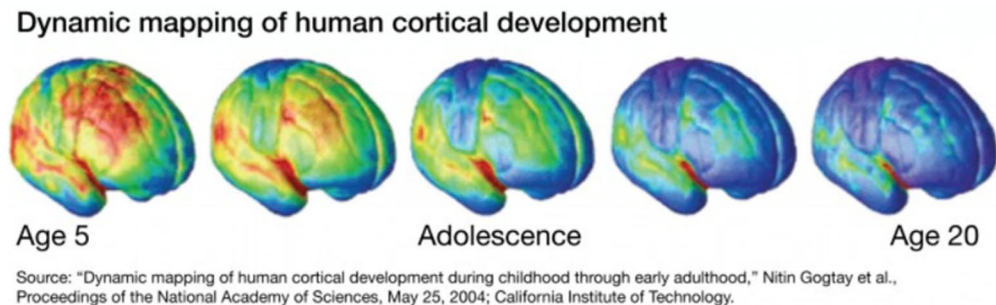 Dynamic mapping of human cortical development
Age 5
Adolescence
Age 20
Source: “Dynamic mapping of human cortical development during childhood through early adulthood,” Nitin Gogtay et al.,
Proceedings of the National Academy of Sciences, May 25, 2004; California Institute of Technology.